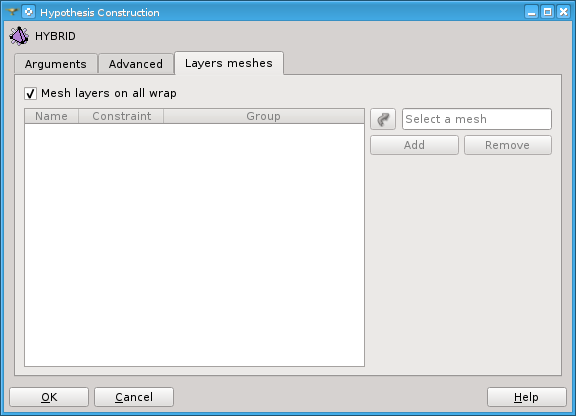 Hypothesis Construction
HYBRID
Arguments Advanced Layers meshes
Mesh layers on all wrap
Name Constraint Group
Select a mesh
Add Remove
OK Cancel Help